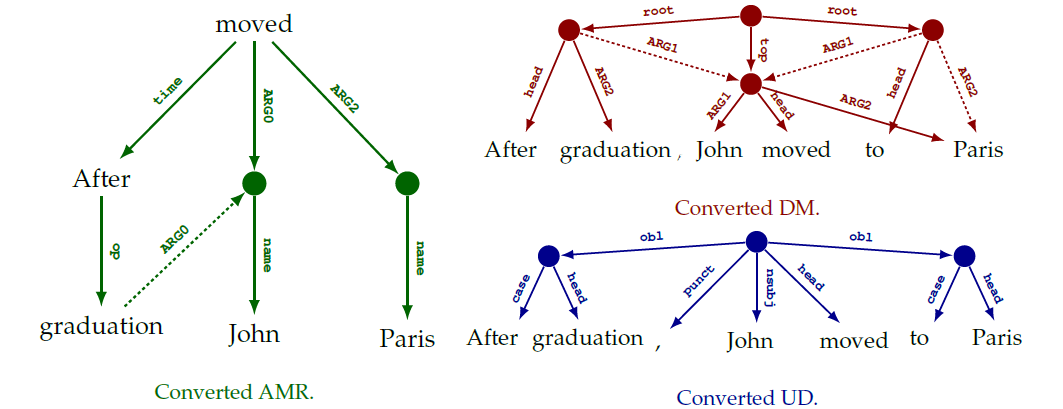 moved
time
ARG0
ARG2
After
op
ARG0
name
name
graduation
John
Paris
Converted AMR.
root
root
top
ARG1
ARG1
head
ARG2
ARG1
head
ARG2
head
ARG2
After graduation , John moved to Paris
Converted DM.
obl
obl
case
head
punct
nsubj
head
case
head
After graduation , John moved to Paris
Converted UD.